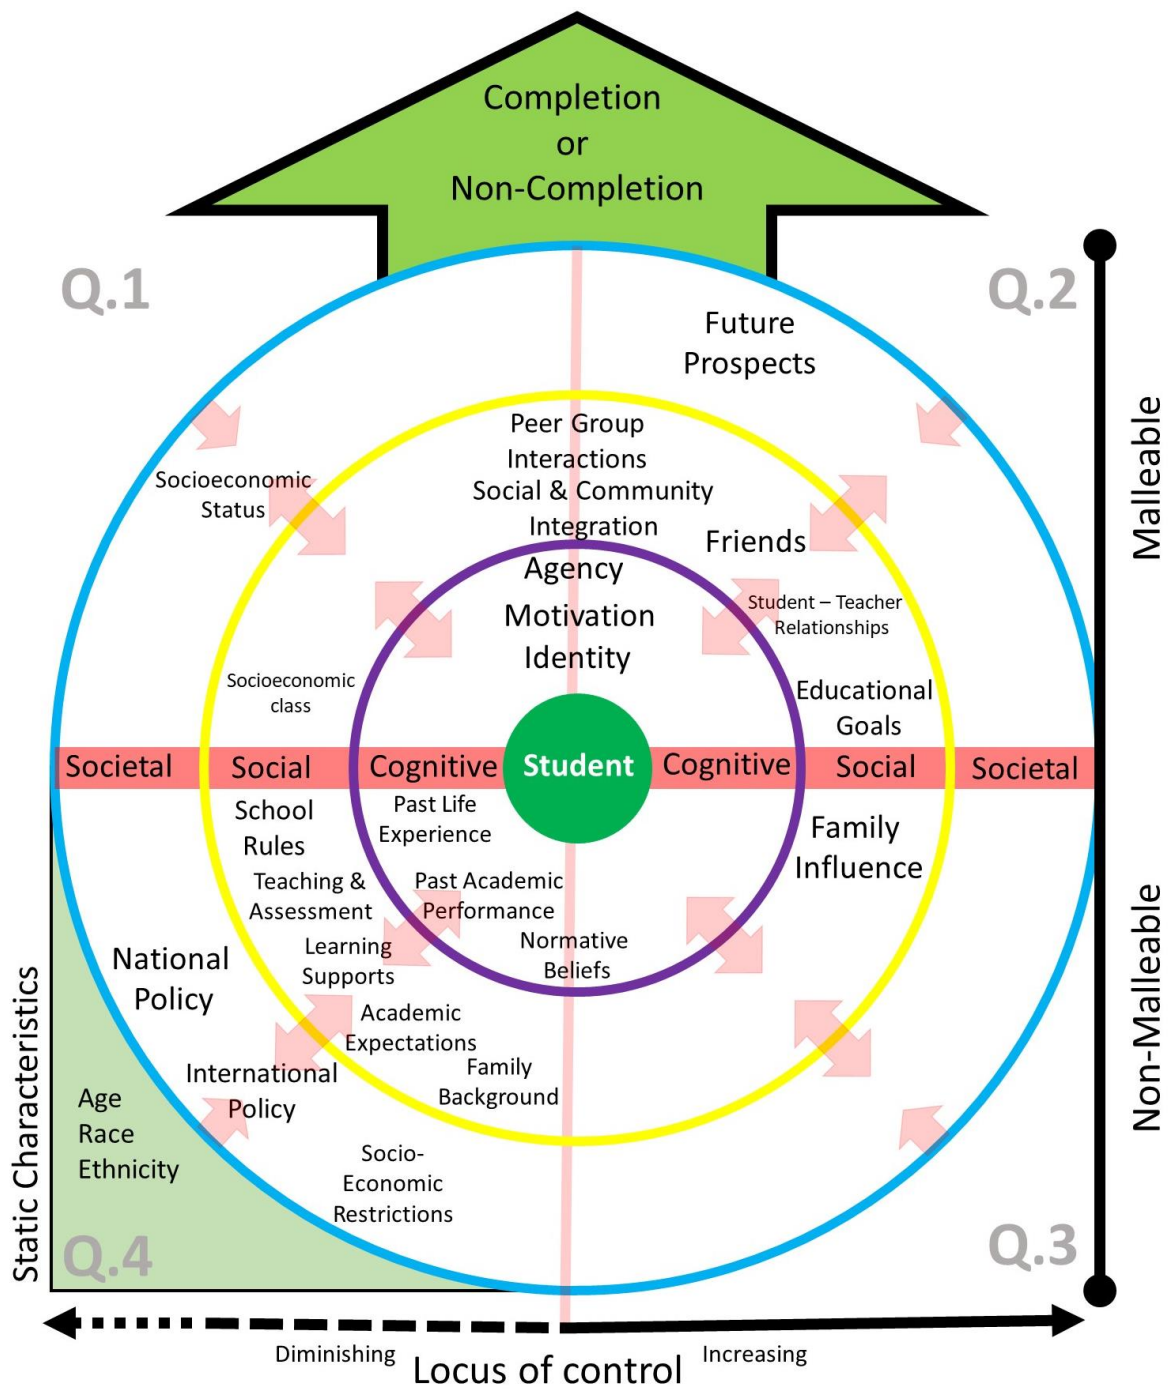 Completion
or
Non-Completion
Q.1
Q.2
Future
Prospects
Peer Group
Interactions
Social & Community
Integration
Socioeconomic
Status
Friends
Agency
Motivation
Identity
Student – Teacher
Relationships
Socioeconomic
class
Educational
Goals
Malleable
Societal
Social
Cognitive
Student
Cognitive
Social
Societal
School
Rules
Past Life
Experience
Family
Influence
Teaching &
Assessment
Past Academic
Performance
Learning
Supports
Normative
Beliefs
National
Policy
Academic
Expectations
Family
Background
International
Policy
Non-Malleable
Static Characteristics
Age
Race
Ethnicity
Socio-
Economic
Restrictions
Q.4
Q.3
Diminishing
Locus of control
Increasing